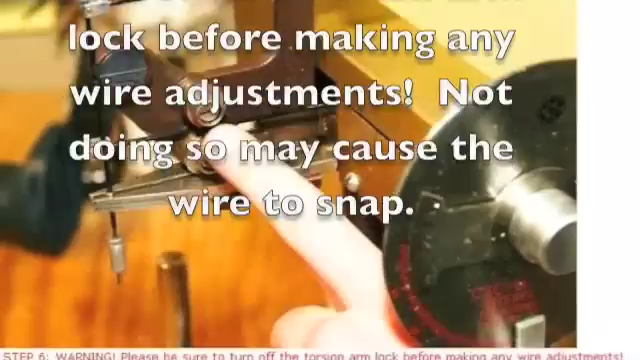 lock before making any
wire adjustments!  Not
doing so may cause the
wire to snap.
STEP 6:  WARNING! Please be sure to turn off the torsion arm lock before making any wire adjustments!